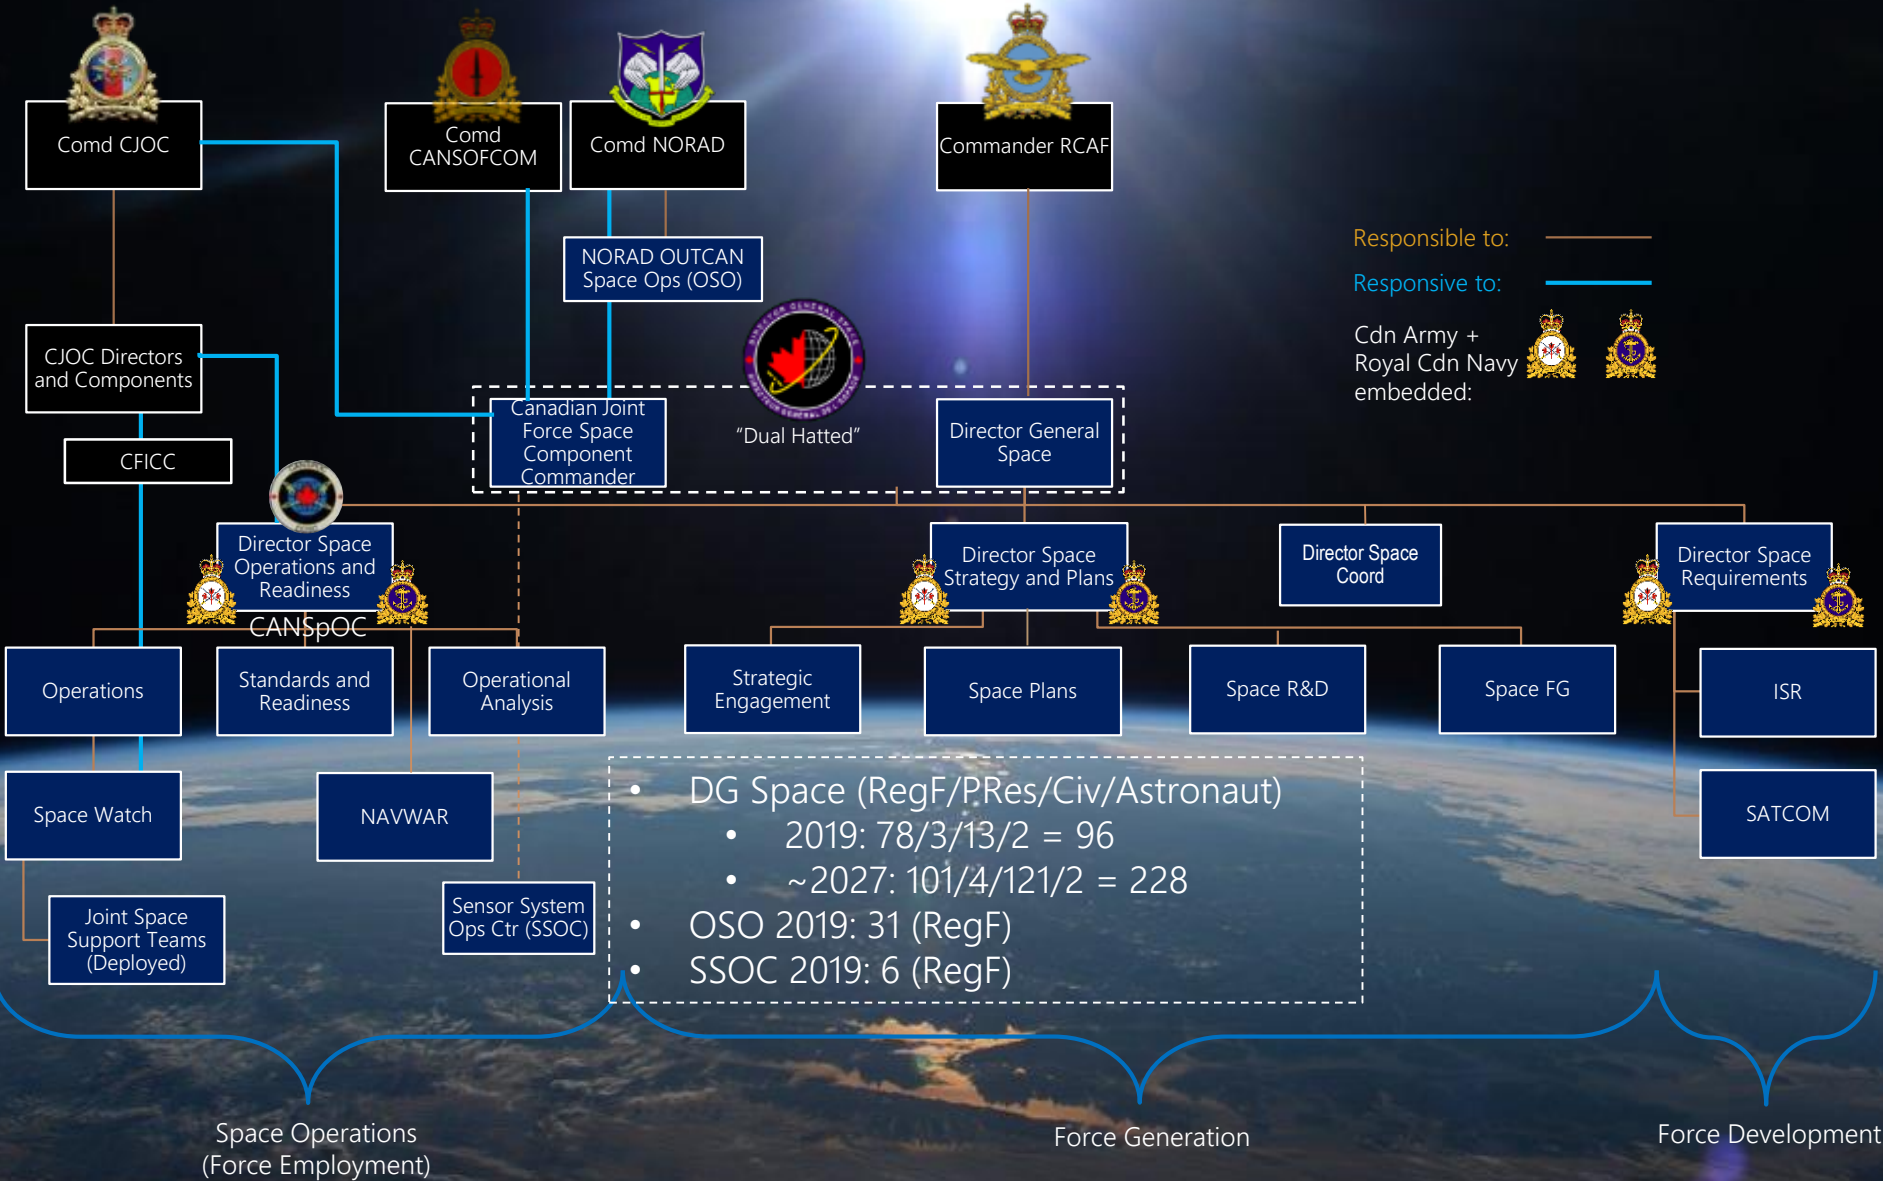 Comd CJOC
Comd
CANSOFCOM
Comd NORAD
Commander RCAF
NORAD OUTCAN
Space Ops (OSO)
Responsible to:
Responsive to:
Cdn Army +
Royal Cdn Navy
embedded:
CJOC Directors
and Components
CFICC
Canadian Joint
Force Space
Component
Commander
DIRECTOR GENERAL SPACE
“Dual Hatted”
Director General
Space
Director Space
Operations and
Readiness
CANSpOC
Director Space
Strategy and Plans
Director Space
Coord
Director Space
Requirements
Operations
Standards and
Readiness
Operational
Analysis
Strategic
Engagement
Space Plans
Space R&D
Space FG
ISR
Space Watch
NAVWAR
SATCOM
Joint Space
Support Teams
(Deployed)
Sensor System
Ops Ctr (SSOC)
• DG Space (RegF/PRes/Civ/Astronaut)
• 2019: 78/3/13/2 = 96
• ~2027: 101/4/121/2 = 228
• OSO 2019: 31 (RegF)
• SSOC 2019: 6 (RegF)
Space Operations
(Force Employment)
Force Generation
Force Development